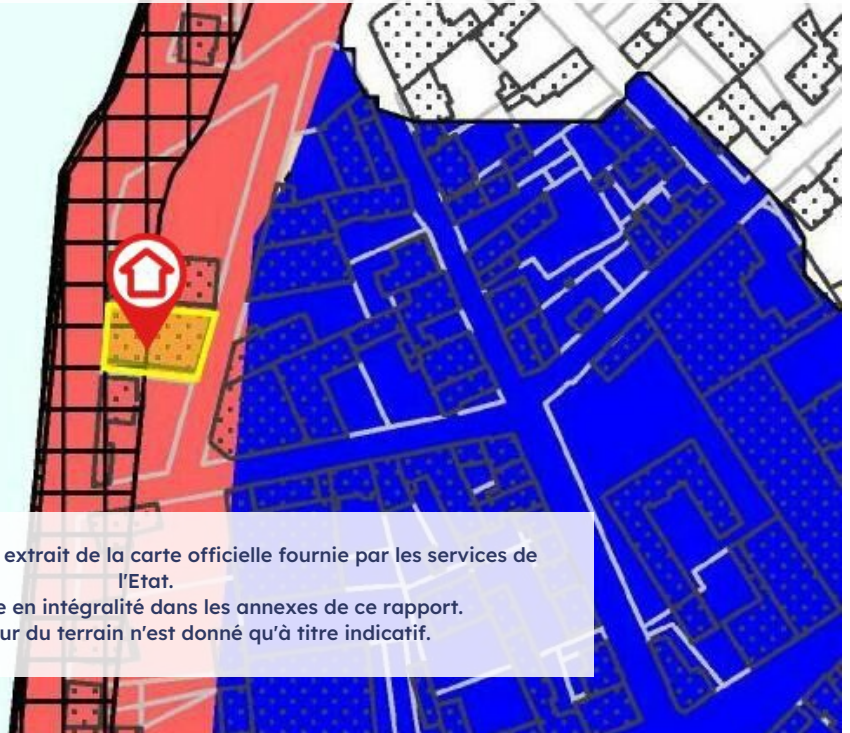 extrait de la carte officielle fournie par les services de
l'Etat.
en intégralité dans les annexes de ce rapport.
du terrain n'est donné qu'à titre indicatif.